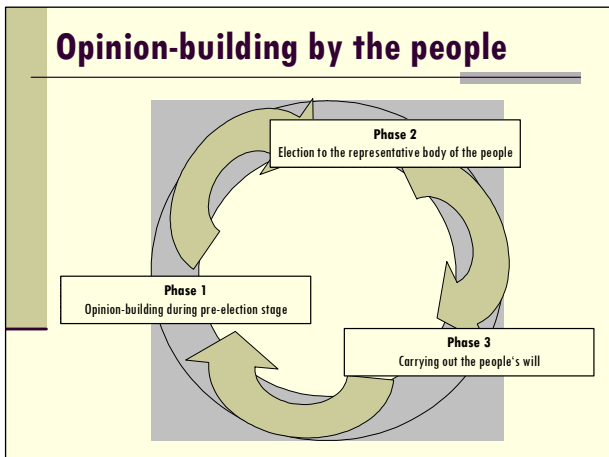 Opinion-building by the people
Phase 2
Election to the representative body of the people
Phase 1
Opinion-building during pre-election stage
Phase 3
Carrying out the people‘s will